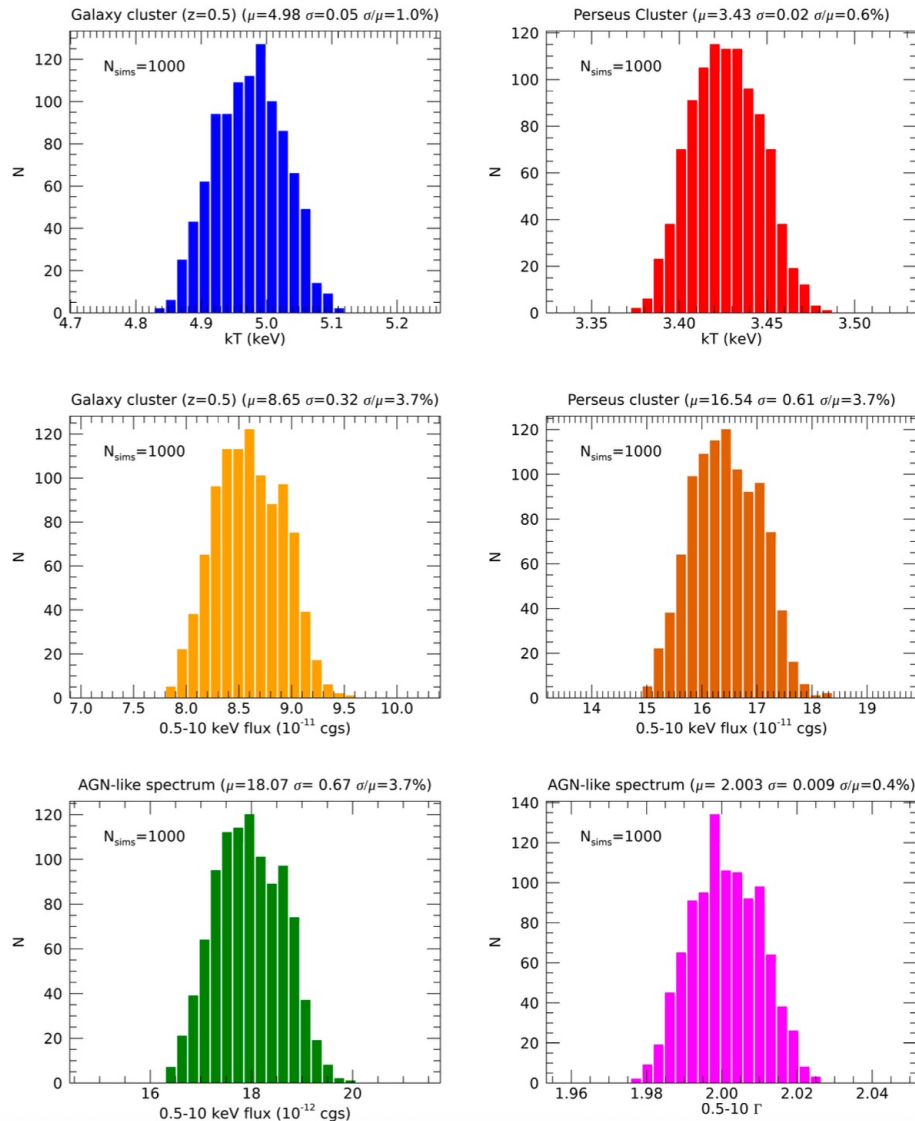 Galaxy cluster (z=0.5) (μ=4.98 σ=0.05 σ/μ=1.0%)
N_sims=1000
120
100
80
60
40
20
0
N
4.7 4.8 4.9 5.0 5.1 5.2
kT (keV)
Perseus Cluster (μ=3.43 σ=0.02 σ/μ=0.6%)
N_sims=1000
120
100
80
60
40
20
0
N
3.35 3.40 3.45 3.50
kT (keV)
Galaxy cluster (z=0.5) (μ=8.65 σ=0.32 σ/μ=3.7%)
N_sims=1000
120
100
80
60
40
20
0
N
7.0 7.5 8.0 8.5 9.0 9.5 10.0
0.5-10 keV flux (10^-11 cgs)
Perseus cluster (μ=16.54 σ= 0.61 σ/μ=3.7%)
N_sims=1000
120
100
80
60
40
20
0
N
14 15 16 17 18 19
0.5-10 keV flux (10^-11 cgs)
AGN-like spectrum (μ=18.07 σ= 0.67 σ/μ=3.7%)
N_sims=1000
120
100
80
60
40
20
0
N
16 18 20
0.5-10 keV flux (10^-12 cgs)
AGN-like spectrum (μ= 2.003 σ= 0.009 σ/μ=0.4%)
N_sims=1000
140
120
100
80
60
40
20
0
N
1.96 1.98 2.00 2.02 2.04
0.5-10 Γ